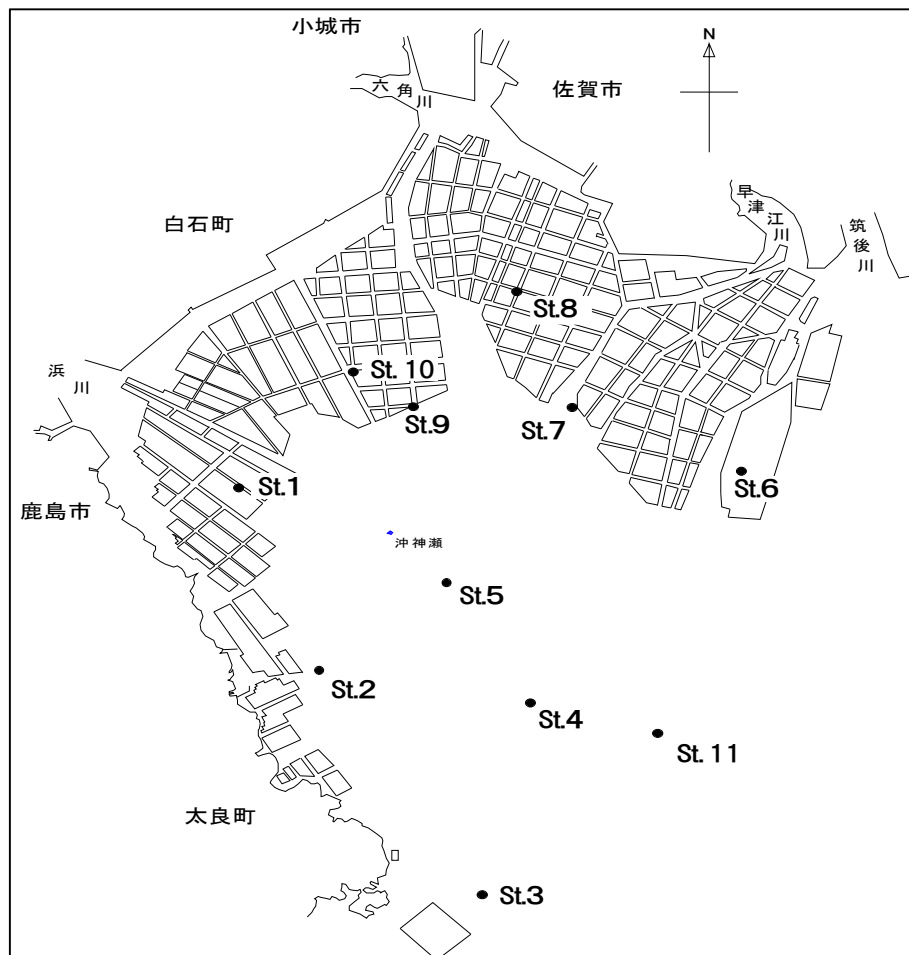 小城市
N
六角川
佐賀市
早津江川
白石町
筑後川
St.8
浜川
St. 10
St.9
St.7
St.6
St.1
鹿島市
沖神瀬
St.5
St.2
St.4
St. 11
太良町
St.3